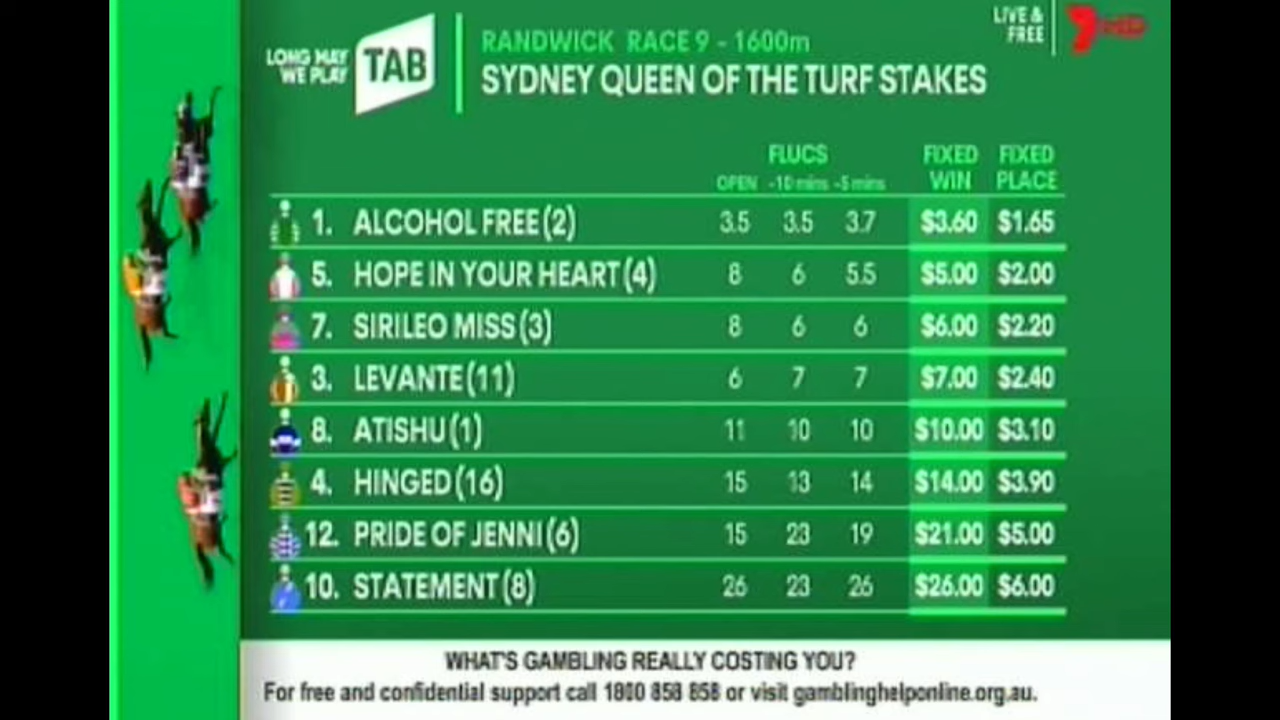 LONG MAY
WE PLAY
TAB
RANDWICK RACE 9 - 1600m
SYDNEY QUEEN OF THE TURF STAKES
LIVE &
FREE
7HD
FLUCS FIXED FIXED
OPEN -10 mins -5 mins WIN PLACE
1. ALCOHOL FREE (2) 3.5 3.5 3.7 $3.60 $1.65
5. HOPE IN YOUR HEART (4) 8 6 5.5 $5.00 $2.00
7. SIRILEO MISS (3) 8 6 6 $6.00 $2.20
3. LEVANTE (11) 6 7 7 $7.00 $2.40
8. ATISHU (1) 11 10 10 $10.00 $3.10
4. HINGED (16) 15 13 14 $14.00 $3.90
12. PRIDE OF JENNI (6) 15 23 19 $21.00 $5.00
10. STATEMENT (8) 26 23 26 $26.00 $6.00
WHAT'S GAMBLING REALLY COSTING YOU?
For free and confidential support call 1800 858 858 or visit gamblinghelponline.org.au.